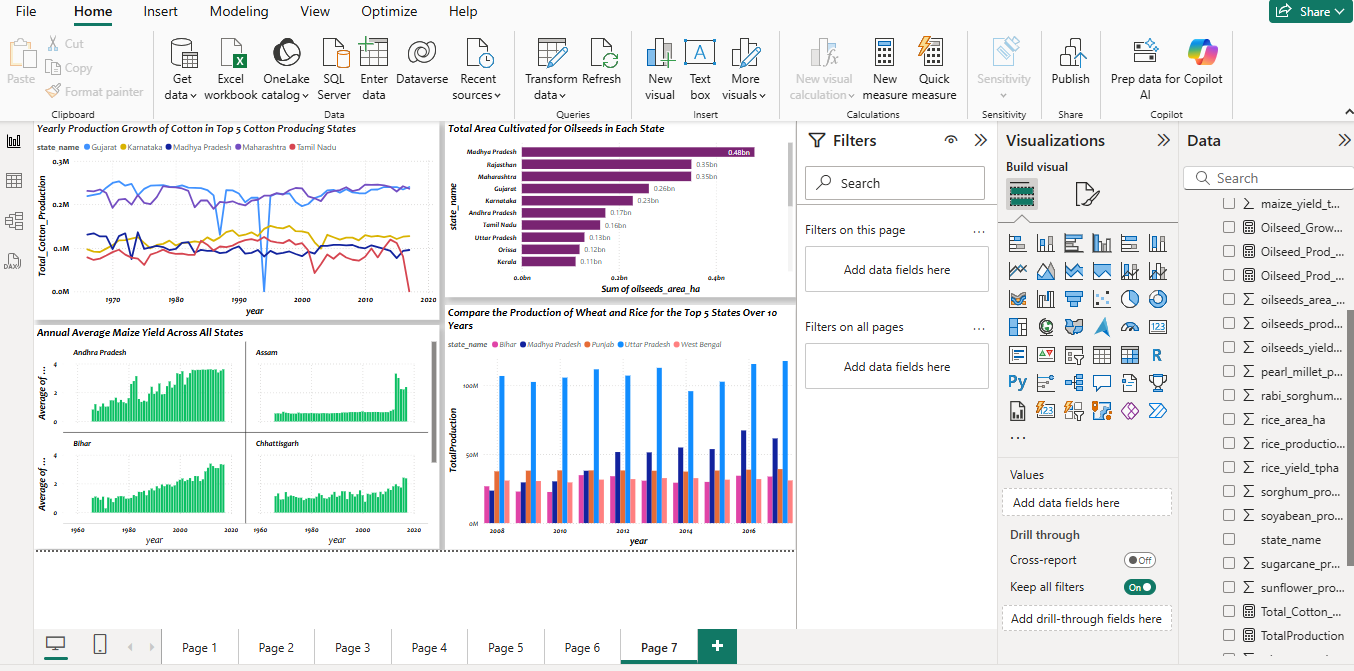 File Home Insert Modeling View Optimize Help
Share
Paste
Cut
Copy
Format painter
Clipboard
Get data
Excel workbook
OneLake catalog
SQL Server
Enter data
Dataverse
Recent sources
Data
Transform data
Refresh
Queries
New visual
Text box
More visuals
Insert
New visual calculation
New measure
Quick measure
Calculations
Sensitivity
Sensitivity
Publish
Share
Prep data for AI
Copilot
Copilot
Yearly Production Growth of Cotton in Top 5 Cotton Producing States
state_name Gujarat Karnataka Madhya Pradesh Maharashtra Tamil Nadu
Total_Cotton_Production
0.3M
0.2M
0.1M
0.0M
1970 1980 1990 2000 2010 2020
year
Total Area Cultivated for Oilseeds in Each State
state_name
Madhya Pradesh 0.48bn
Rajasthan 0.35bn
Maharashtra 0.35bn
Gujarat 0.26bn
Karnataka 0.23bn
Andhra Pradesh 0.17bn
Tamil Nadu 0.16bn
Uttar Pradesh 0.13bn
Orissa 0.12bn
Kerala 0.11bn
0.0bn 0.2bn 0.4bn
Sum of oilseeds_area_ha
Annual Average Maize Yield Across All States
Andhra Pradesh
Assam
Average of ...
4
2
0
Bihar
Chhattisgarh
Average of ...
4
2
0
1960 1980 2000 2020
1960 1980 2000 2020
year
year
Compare the Production of Wheat and Rice for the Top 5 States Over 10
Years
state_name Bihar Madhya Pradesh Punjab Uttar Pradesh West Bengal
TotalProduction
100M
50M
0M
2008 2010 2012 2014 2016
year
Filters
Search
Filters on this page ...
Add data fields here
Filters on all pages ...
Add data fields here
Visualizations
Build visual
123
R
Py
123
...
Values
Add data fields here
Drill through
Cross-report Off
Keep all filters On
Add drill-through fields here
Data
Search
maize_yield_t...
Oilseed_Grow...
Oilseed_Prod_...
Oilseed_Prod_...
oilseeds_area_...
oilseeds_prod...
oilseeds_yield...
pearl_millet_p...
rabi_sorghum...
rice_area_ha
rice_productio...
rice_yield_tpha
sorghum_pro...
soyabean_pro...
state_name
sugarcane_pr...
sunflower_pro...
Total_Cotton_...
TotalProduction
Page 1 Page 2 Page 3 Page 4 Page 5 Page 6 Page 7 +